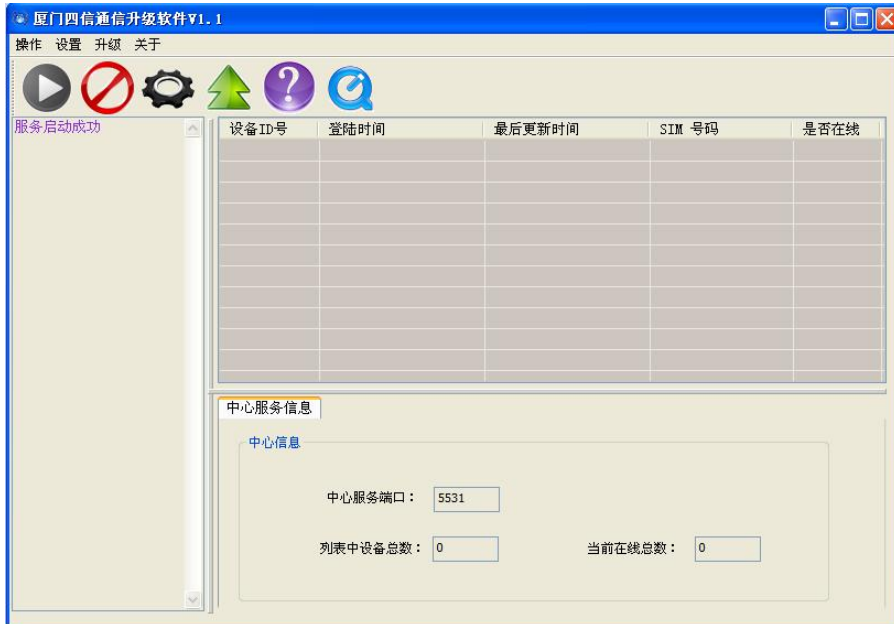 厦门四信通信升级软件V1.1
操作 设置 升级 关于
服务启动成功
设备ID号 登陆时间 最后更新时间 SIM 号码 是否在线
中心服务信息
中心信息
中心服务端口： 5531
列表中设备总数： 0 当前在线总数： 0